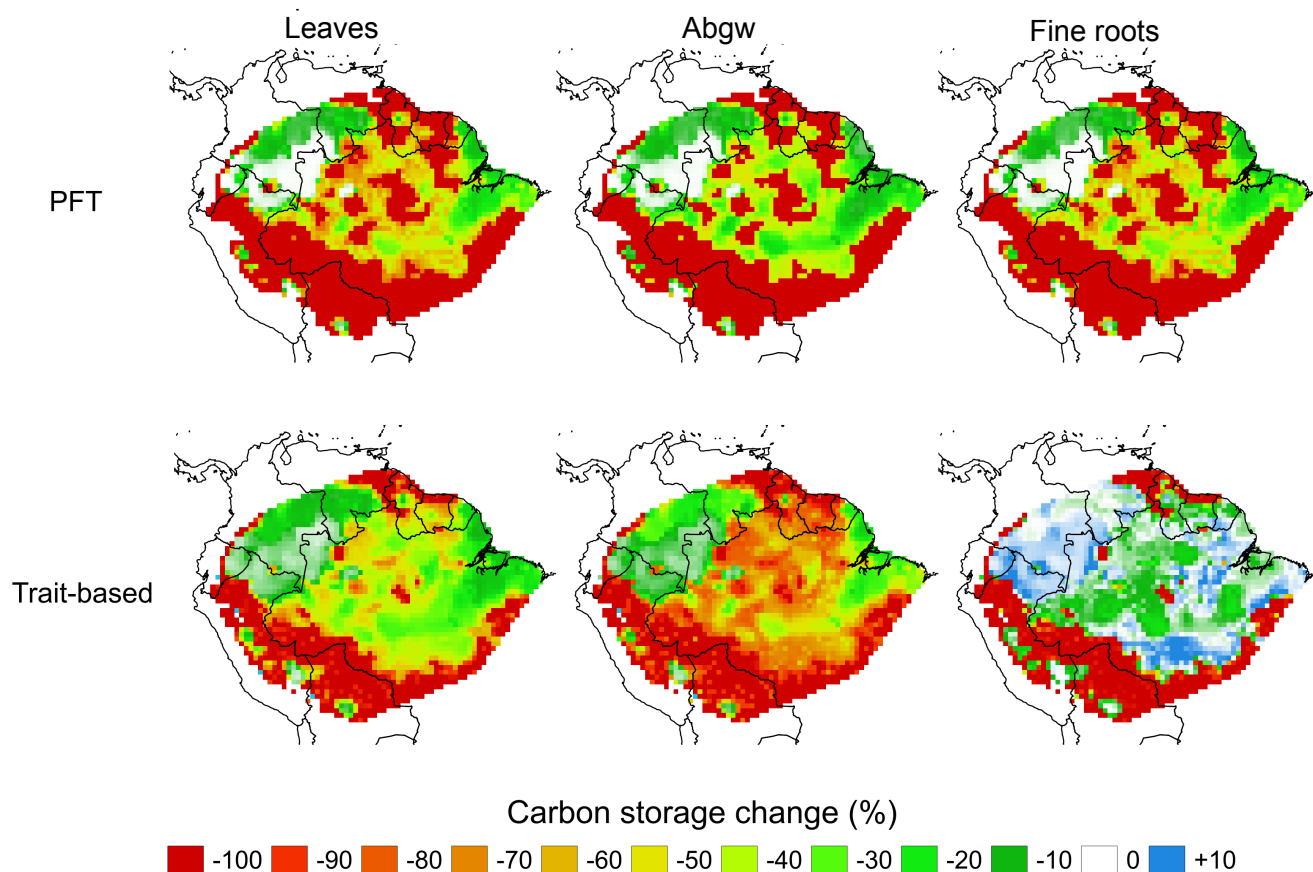 Leaves Abgw Fine roots
PFT
Trait-based
Carbon storage change (%)
-100 -90 -80 -70 -60 -50 -40 -30 -20 -10 0 +10